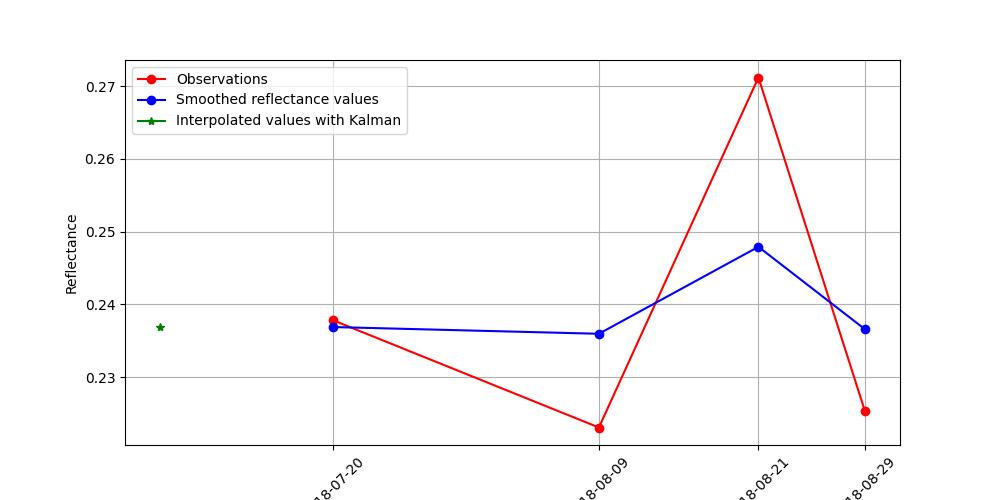 Observations
Smoothed reflectance values
Interpolated values with Kalman
0.27
0.26
0.25
0.24
0.23
Reflectance
18-07-20
18-08-09
18-08-21
18-08-29